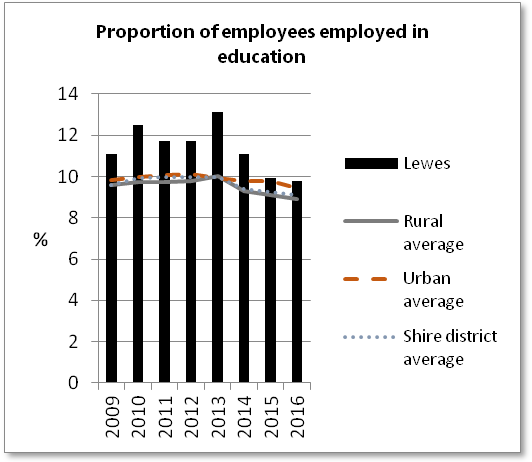 Proportion of employees employed in
education
14
12
10
8
6
4
2
0
%
2009
2010
2011
2012
2013
2014
2015
2016
Lewes
Rural
average
Urban
average
Shire district
average